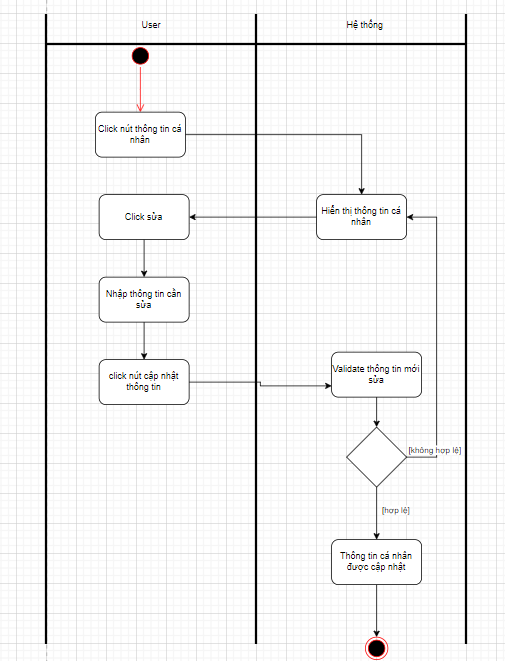 User
Hệ thống
Click nút thông tin cá
nhân
Hiển thị thông tin cá
nhân
Click sửa
Nhập thông tin cần
sửa
click nút cập nhật
thông tin
Validate thông tin mới
sửa
[không hợp lệ]
[hợp lệ]
Thông tin cá nhân
được cập nhật